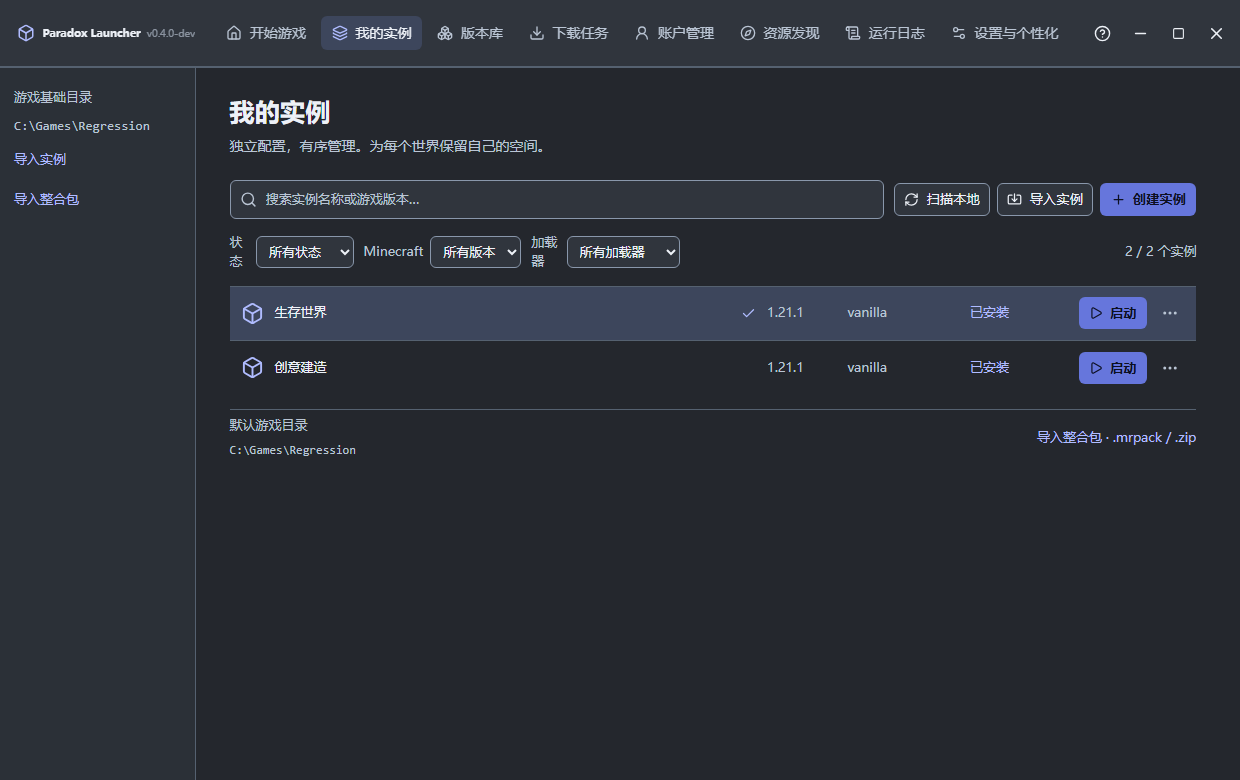 Paradox Launcher v0.4.0-dev 开始游戏 我的实例 版本库 下载任务 账户管理 资源发现 运行日志 设置与个性化
游戏基础目录
C:\Games\Regression
导入实例
导入整合包
我的实例
独立配置，有序管理。为每个世界保留自己的空间。
搜索实例名称或游戏版本... 扫描本地 导入实例 创建实例
状态 所有状态 Minecraft 所有版本 加载器 所有加载器 2 / 2 个实例
生存世界 1.21.1 vanilla 已安装 启动
创意建造 1.21.1 vanilla 已安装 启动
默认游戏目录
C:\Games\Regression
导入整合包 · .mrpack / .zip